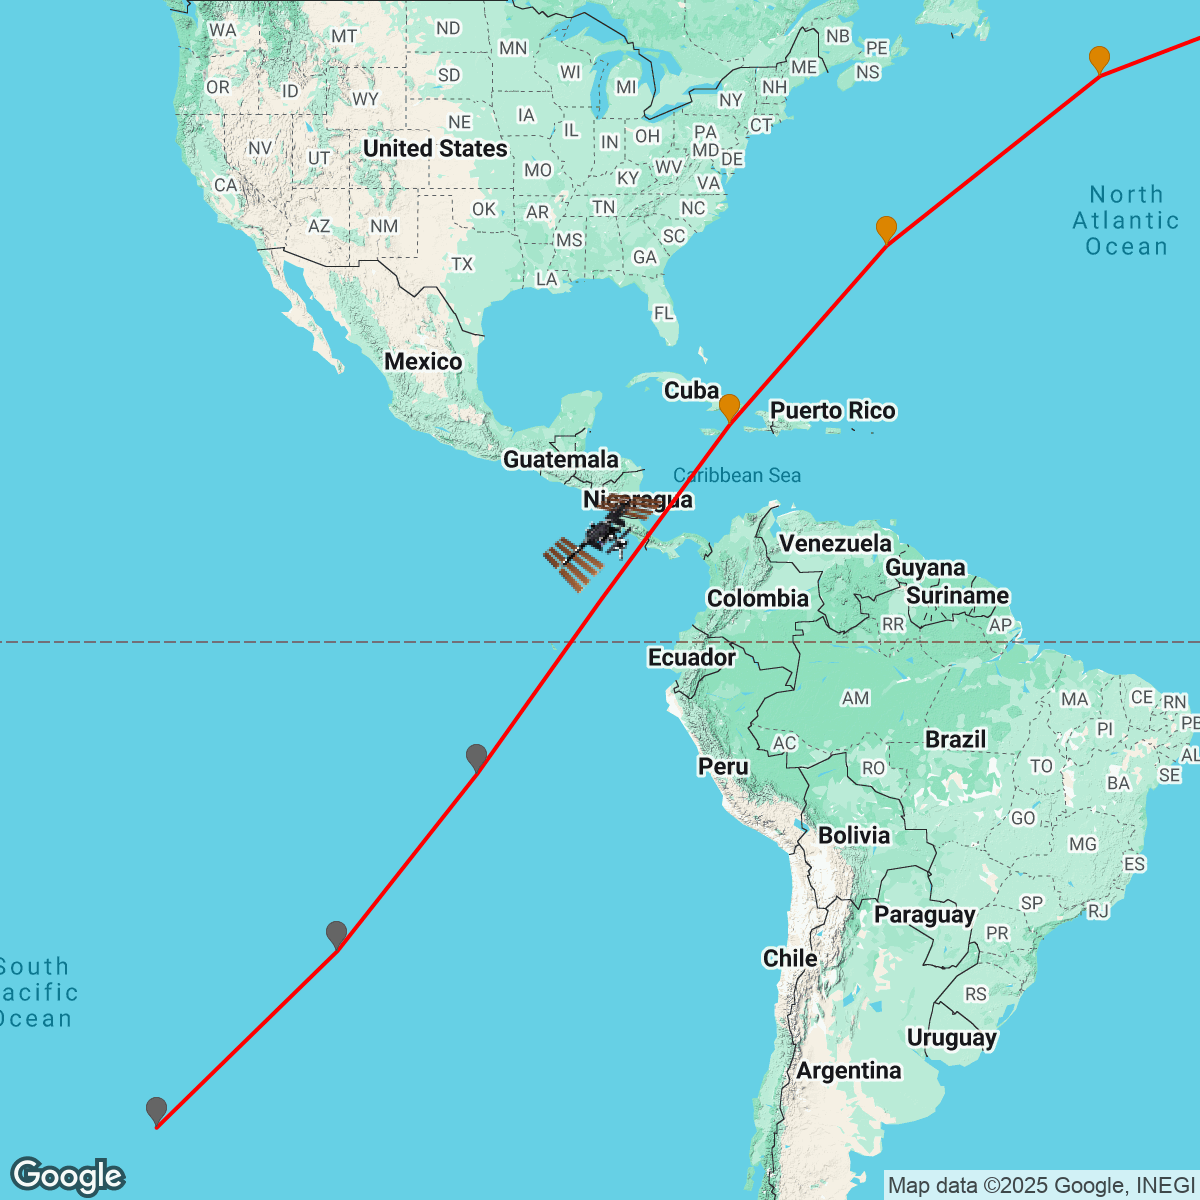 WA
MT
ND
MN
NB
PE
ME
NS
OR
ID
SD
WI
MI
NH
WY
NY
NE
IA
CT
NV
UT
IL
IN
OH
PA
MD
DE
United States
MO
WV
KY
VA
CA
North
Atlantic
Ocean
OK
AR
TN
NC
AZ
NM
MS
SC
TX
LA
GA
FL
Mexico
Cuba
Puerto Rico
Guatemala
Caribbean Sea
Nicaragua
Venezuela
Guyana
Suriname
Colombia
RR
AP
Ecuador
AM
MA
CE
RN
PI
PE
AC
Brazil
AL
Peru
RO
TO
SE
BA
GO
Bolivia
MG
ES
SP
RJ
Paraguay
PR
Chile
South
acific
Ocean
RS
Uruguay
Argentina
Google
Map data ©2025 Google, INEGI